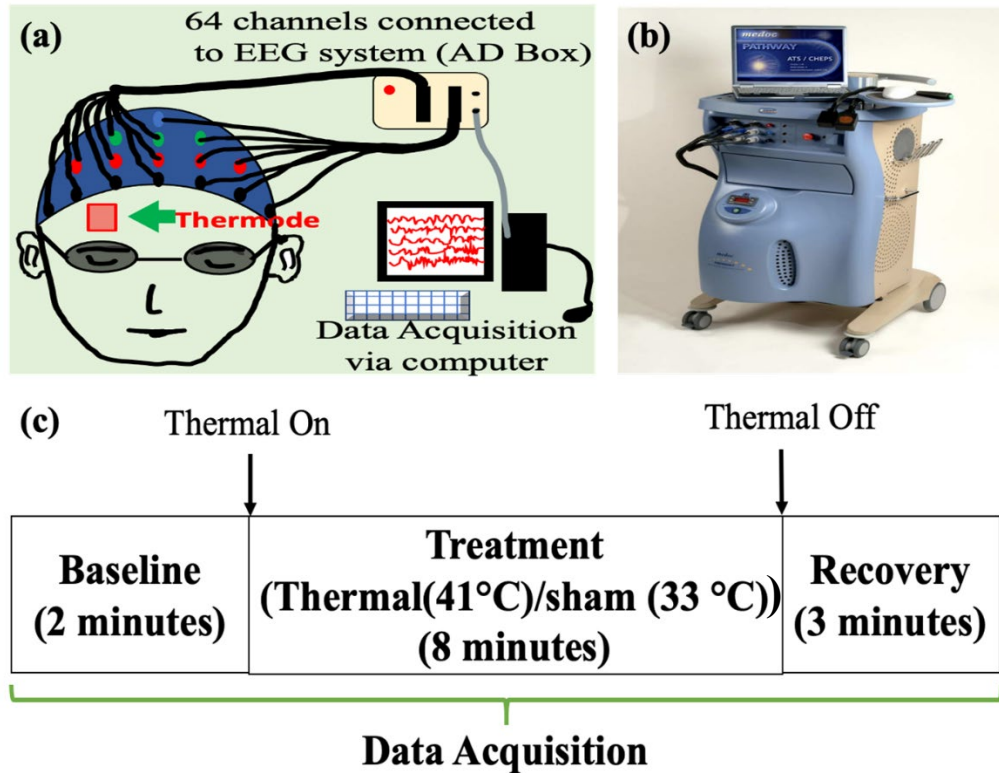 (a)
64 channels connected
to EEG system (AD Box)
Thermode
Data Acquisition
via computer
(b)
medoc
PATHWAY
ATS / CHEPS
(c)
Thermal On
Thermal Off
Baseline
(2 minutes)
Treatment
(Thermal(41°C)/sham (33 °C))
(8 minutes)
Recovery
(3 minutes)
Data Acquisition